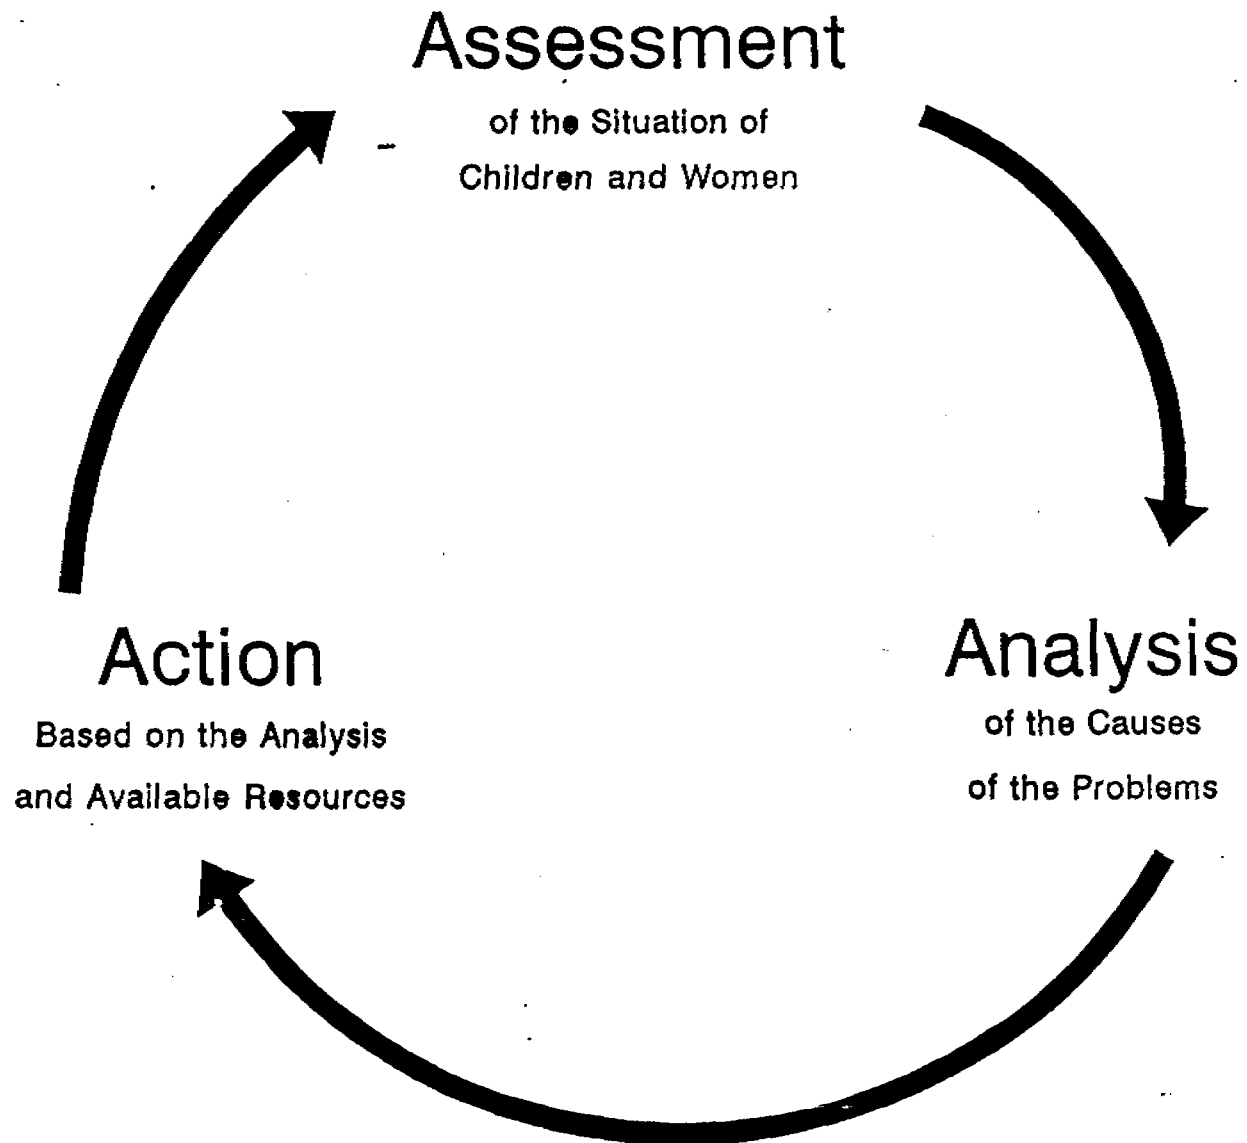 Assessment
of the Situation of
Children and Women
Action
Based on the Analysis
and Available Resources
Analysis
of the Causes
of the Problems